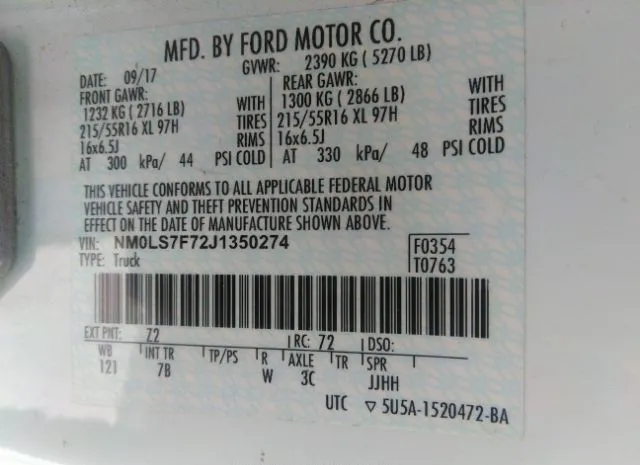 MFD. BY FORD MOTOR CO.
DATE: 09/17 GVWR: 2390 KG ( 5270 LB)
FRONT GAWR: REAR GAWR:
1232 KG ( 2716 LB) WITH 1300 KG ( 2866 LB) WITH
215/55R16 XL 97H TIRES 215/55R16 XL 97H TIRES
16x6.5J RIMS 16x6.5J RIMS
AT 300 kPa/ 44 PSI COLD AT 330 kPa/ 48 PSI COLD
THIS VEHICLE CONFORMS TO ALL APPLICABLE FEDERAL MOTOR
VEHICLE SAFETY AND THEFT PREVENTION STANDARDS IN
EFFECT ON THE DATE OF MANUFACTURE SHOWN ABOVE.
VIN: NM0LS7F72J1350274 F0354
TYPE: Truck T0763
EXT PNT: Z2 RC: 72 DSO:
WB INT TR TP/PS R AXLE TR SPR
121 7B W 3C JJHH
UTC ▽ 5U5A-1520472-BA